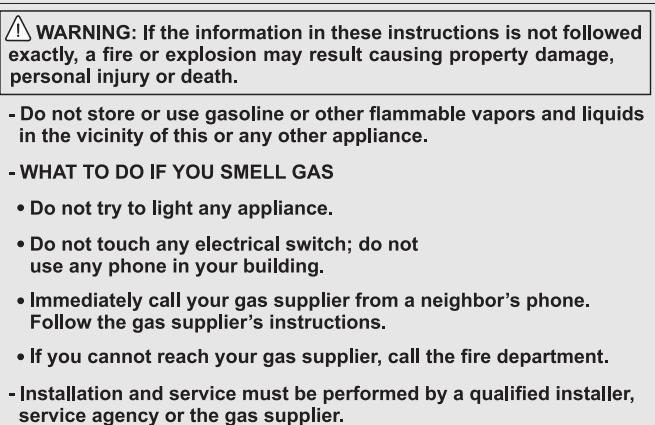 WARNING: If the information in these instructions is not followed
exactly, a fire or explosion may result causing property damage,
personal injury or death.
- Do not store or use gasoline or other flammable vapors and liquids
in the vicinity of this or any other appliance.
- WHAT TO DO IF YOU SMELL GAS
• Do not try to light any appliance.
• Do not touch any electrical switch; do not
use any phone in your building.
• Immediately call your gas supplier from a neighbor's phone.
Follow the gas supplier's instructions.
• If you cannot reach your gas supplier, call the fire department.
- Installation and service must be performed by a qualified installer,
service agency or the gas supplier.